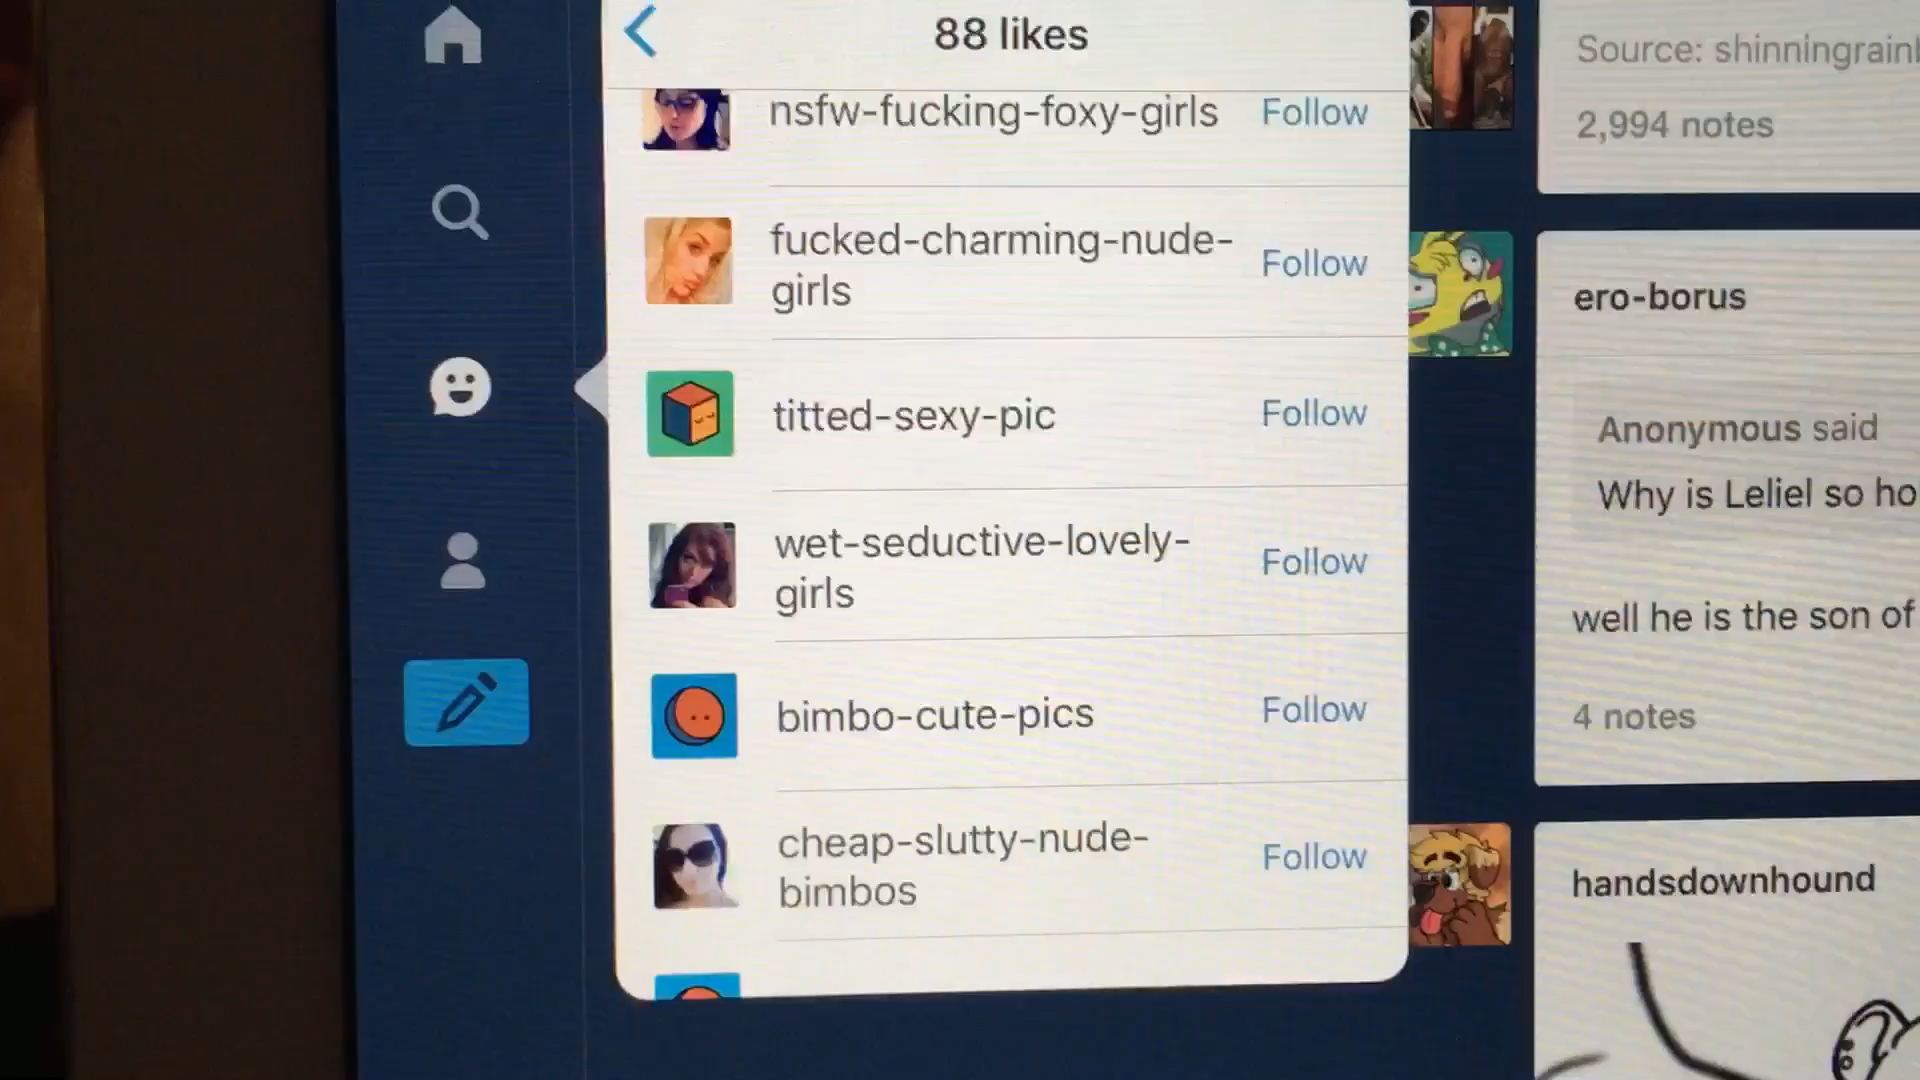 88 likes
nsfw-fucking-foxy-girls
Follow
fucked-charming-nude-
girls
Follow
titted-sexy-pic
Follow
wet-seductive-lovely-
girls
Follow
bimbo-cute-pics
Follow
cheap-slutty-nude-
bimbos
Follow
Source:
2,994 notes
ero-borus
Anonymous said
Why is Leliel so
well he is the son of
4 notes
handsdownhound